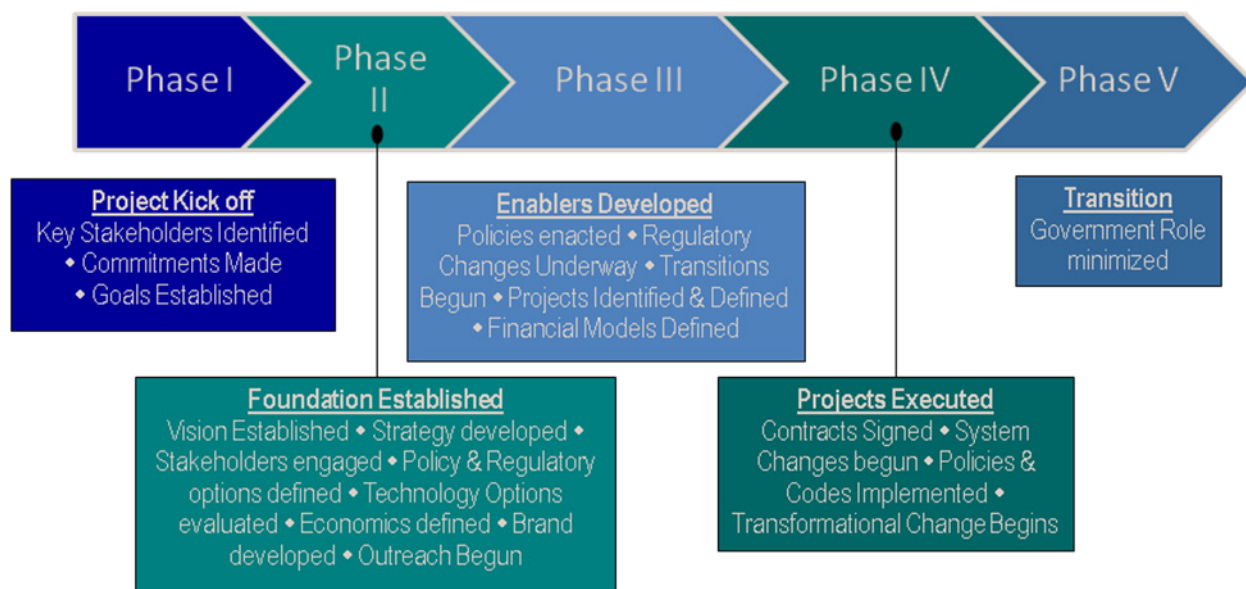 Phase I
Phase
II
Phase III
Phase IV
Phase V
Project Kick off
Key Stakeholders Identified
• Commitments Made
• Goals Established
Enablers Developed
Policies enacted • Regulatory
Changes Underway • Transitions
Begun • Projects Identified & Defined
• Financial Models Defined
Transition
Government Role
minimized
Foundation Established
Vision Established • Strategy developed •
Stakeholders engaged • Policy & Regulatory
options defined • Technology Options
evaluated • Economics defined • Brand
developed • Outreach Begun
Projects Executed
Contracts Signed • System
Changes begun • Policies &
Codes Implemented •
Transformational Change Begins